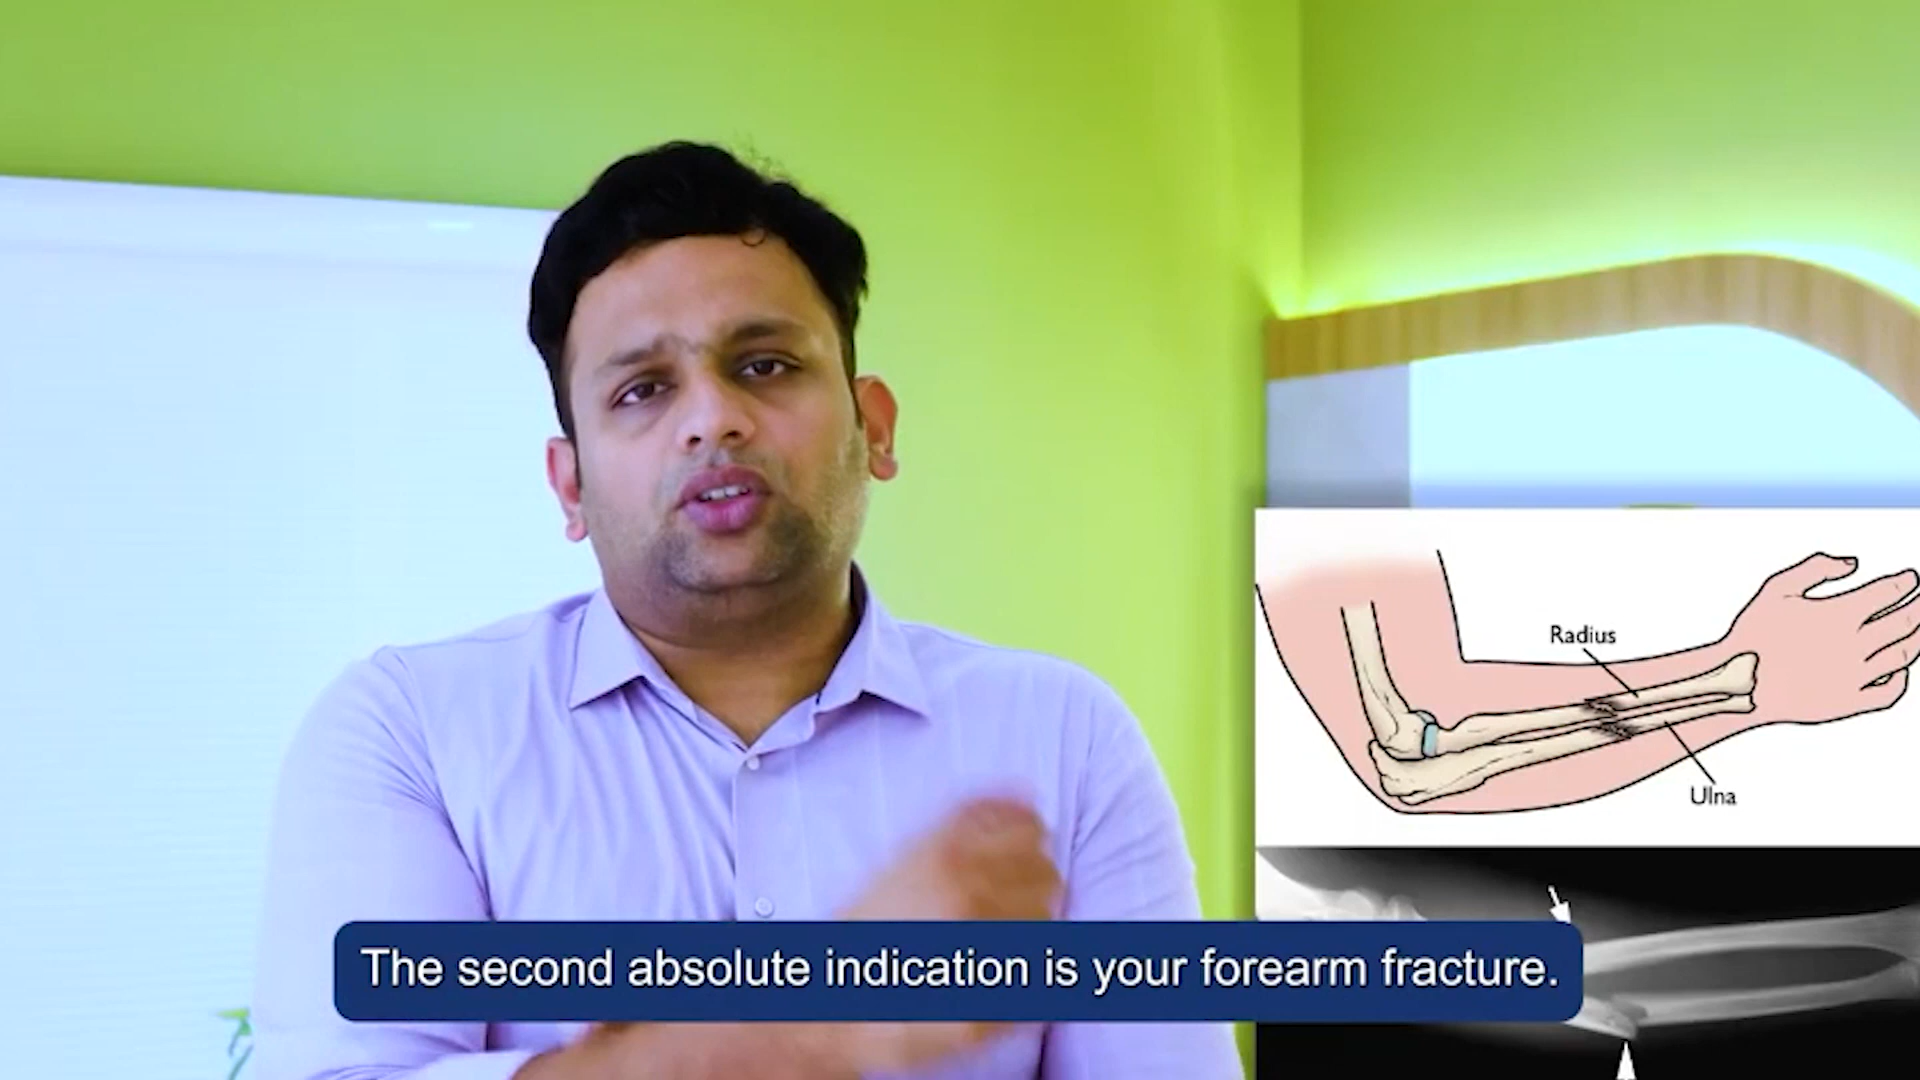 Radius
Ulna
The second absolute indication is your forearm fracture.